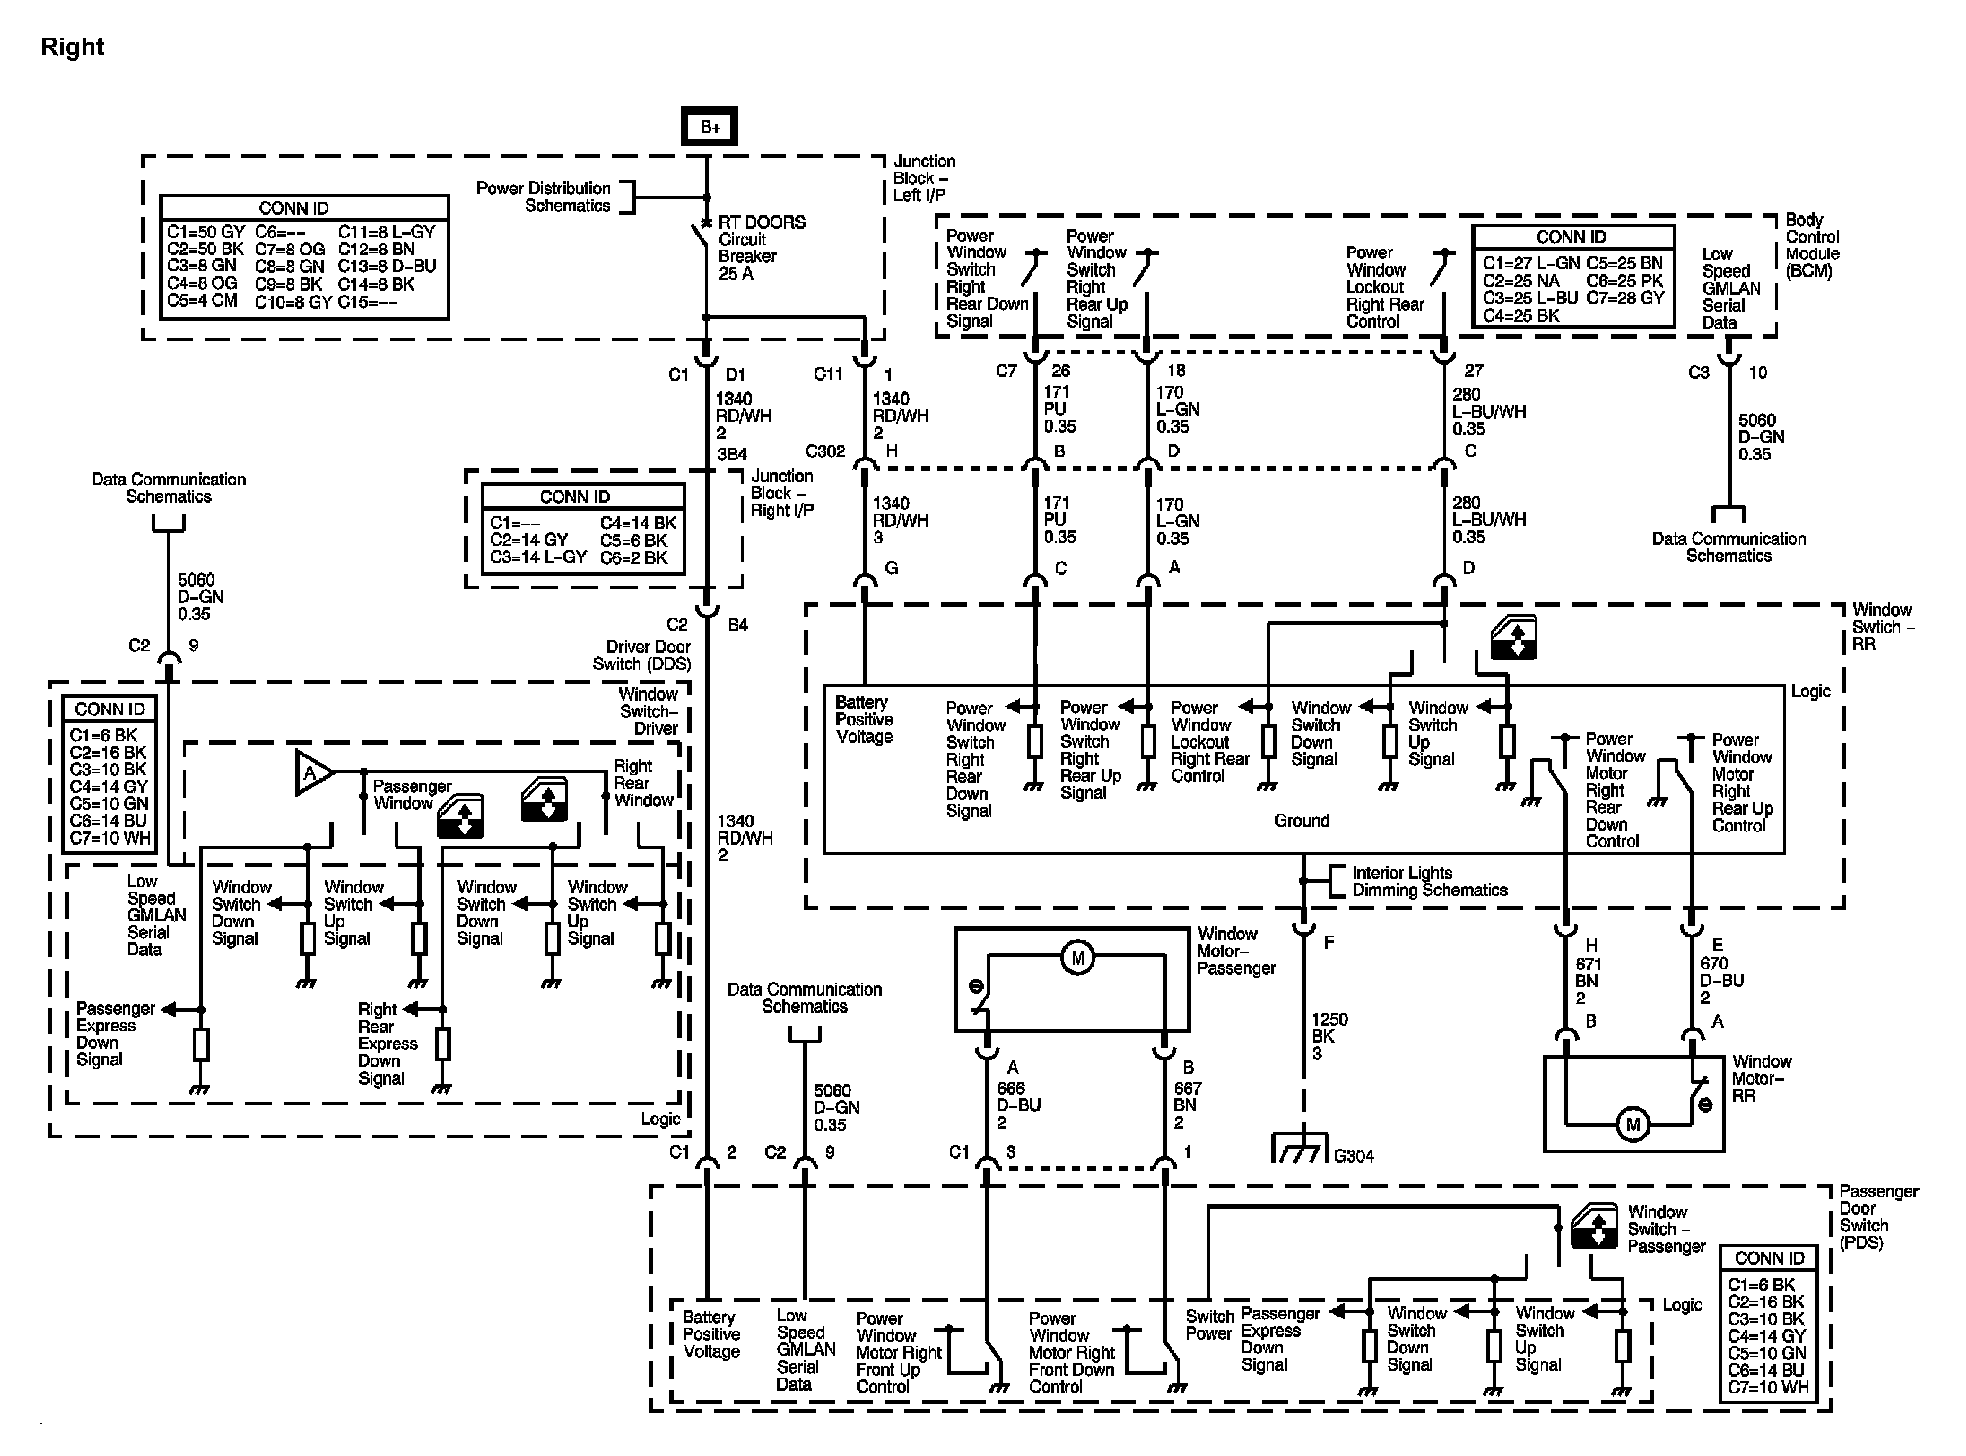 Right
B+
Junction
Block –
Left I/P
Power Distribution
Schematics
CONN ID
C1=50 GY C6=-- C11=8 L-GY
C2=50 BK C7=8 OG C12=8 BN
C3=8 GN C8=8 GN C13=8 D-BU
C4=8 OG C9=8 BK C14=8 BK
C5=4 CM C10=8 GY C15=--
RT DOORS
Circuit
Breaker
25 A
Body
Control
Module
(BCM)
Power
Window
Switch
Right
Rear Down
Signal
Power
Window
Switch
Right
Rear Up
Signal
Power
Window
Lockout
Right Rear
Control
CONN ID
C1=27 L-GN C5=25 BN
C2=25 NA C6=25 PK
C3=25 L-BU C7=28 GY
C4=25 BK
Low
Speed
GMLAN
Serial
Data
C1 D1
1340
RD/WH
2
3B4
C11 1
1340
RD/WH
2
C302 H
C7 26
171
PU
0.35
B
18
170
L-GN
0.35
D
27
280
L-BU/WH
0.35
C
C3 10
5060
D-GN
0.35
Data Communication
Schematics
Data Communication
Schematics
5060
D-GN
0.35
C2 9
Junction
Block –
Right I/P
CONN ID
C1=-- C4=14 BK
C2=14 GY C5=6 BK
C3=14 L-GY C6=2 BK
C2 B4
1340
RD/WH
3
G
171
PU
0.35
C
170
L-GN
0.35
A
280
L-BU/WH
0.35
D
Driver Door
Switch (DDS)
Window
Switch–
Driver
CONN ID
C1=6 BK
C2=16 BK
C3=10 BK
C4=14 GY
C5=10 GN
C6=14 BU
C7=10 WH
A
Passenger
Window
Right
Rear
Window
Low
Speed
GMLAN
Serial
Data
Window
Switch
Down
Signal
Window
Switch
Up
Signal
Window
Switch
Down
Signal
Window
Switch
Up
Signal
Passenger
Express
Down
Signal
Right
Rear
Express
Down
Signal
Logic
1340
RD/WH
2
Window
Swtich –
RR
Logic
Battery
Positive
Voltage
Power
Window
Switch
Right
Rear
Down
Signal
Power
Window
Switch
Right
Rear Up
Signal
Power
Window
Lockout
Right Rear
Control
Window
Switch
Down
Signal
Window
Switch
Up
Signal
Power
Window
Motor
Right
Rear
Down
Control
Power
Window
Motor
Right
Rear Up
Control
Ground
Interior Lights
Dimming Schematics
F
1250
BK
3
G304
H
671
BN
2
B
E
670
D-BU
2
A
Window
Motor–
RR
M
Window
Motor–
Passenger
M
A
666
D-BU
2
C1 3
B
667
BN
2
1
Data Communication
Schematics
5060
D-GN
0.35
C1 2
C2 9
Passenger
Door
Switch
(PDS)
Window
Switch –
Passenger
CONN ID
C1=6 BK
C2=16 BK
C3=10 BK
C4=14 GY
C5=10 GN
C6=14 BU
C7=10 WH
Logic
Battery
Positive
Voltage
Low
Speed
GMLAN
Serial
Data
Power
Window
Motor Right
Front Up
Control
Power
Window
Motor Right
Front Down
Control
Switch
Power
Passenger
Express
Down
Signal
Window
Switch
Down
Signal
Window
Switch
Up
Signal